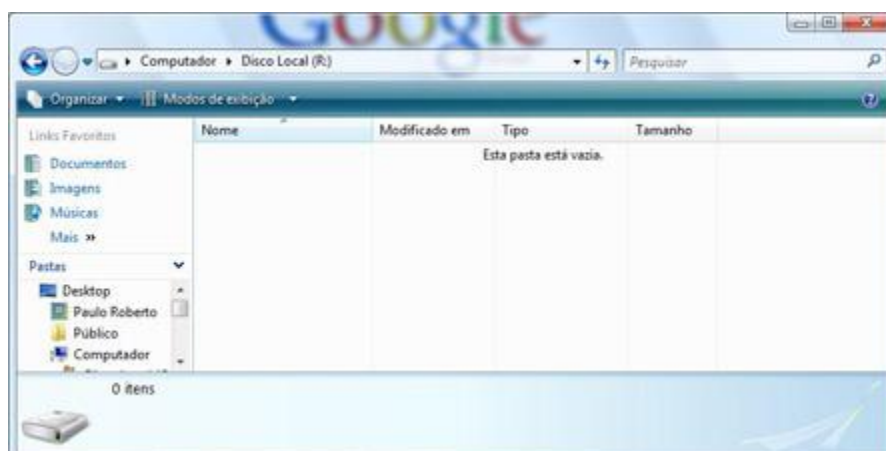 Google
Computador ▸ Disco Local (R:)
Pesquisar
Organizar
Modos de exibição
Links Favoritos
Documentos
Imagens
Músicas
Mais »
Pastas
Desktop
Paulo Roberto
Público
Computador
Nome Modificado em Tipo Tamanho
Esta pasta está vazia.
0 itens